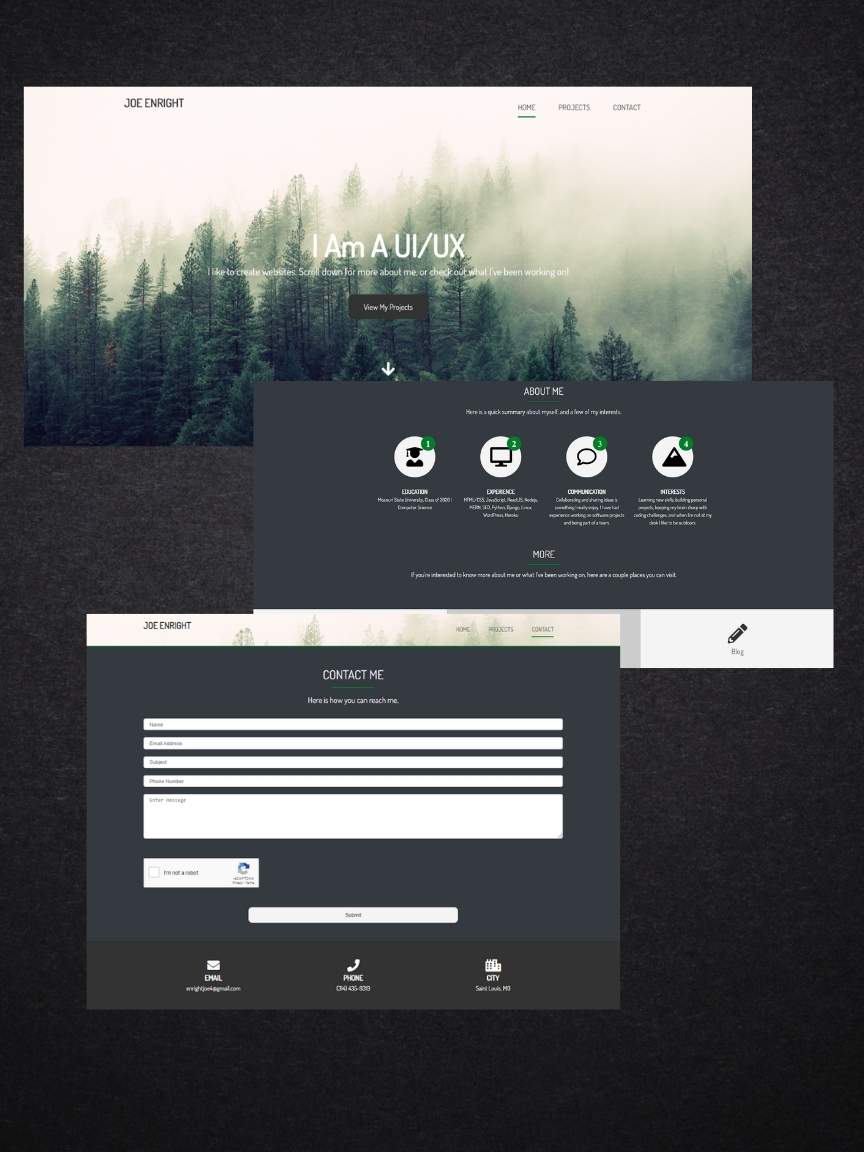 JOE ENRIGHT
HOME PROJECTS CONTACT
I Am A UI/UX
I like to create websites. Scroll down for more about me, or check out what I've been working on!
View My Projects
ABOUT ME
Here is a quick summary about myself, and a few of my interests.
1 2 3 4
EDUCATION
Missouri State University, Class of 2020 |
Computer Science
EXPERIENCE
HTML/CSS, JavaScript, ReactJS, Nodejs,
MERN, SEO, Python, Django, Linux
WordPress, Heroku
COMMUNICATION
Collaborating and sharing ideas is
something I really enjoy. I have had
experience working on software projects
and being part of a team.
INTERESTS
Learning new skills, building personal
projects, keeping my brain sharp with
coding challenges, and when I'm not at my
desk I like to be outdoors.
MORE
If you're interested to know more about me or what I've been working on, here are a couple places you can visit.
Blog
JOE ENRIGHT
HOME PROJECTS CONTACT
CONTACT ME
Here is how you can reach me.
Name
Email Address
Subject
Phone Number
Enter message
I'm not a robot
reCAPTCHA
Privacy - Terms
Submit
EMAIL
enrightjoe4@gmail.com
PHONE
CITY
Saint Louis, MO